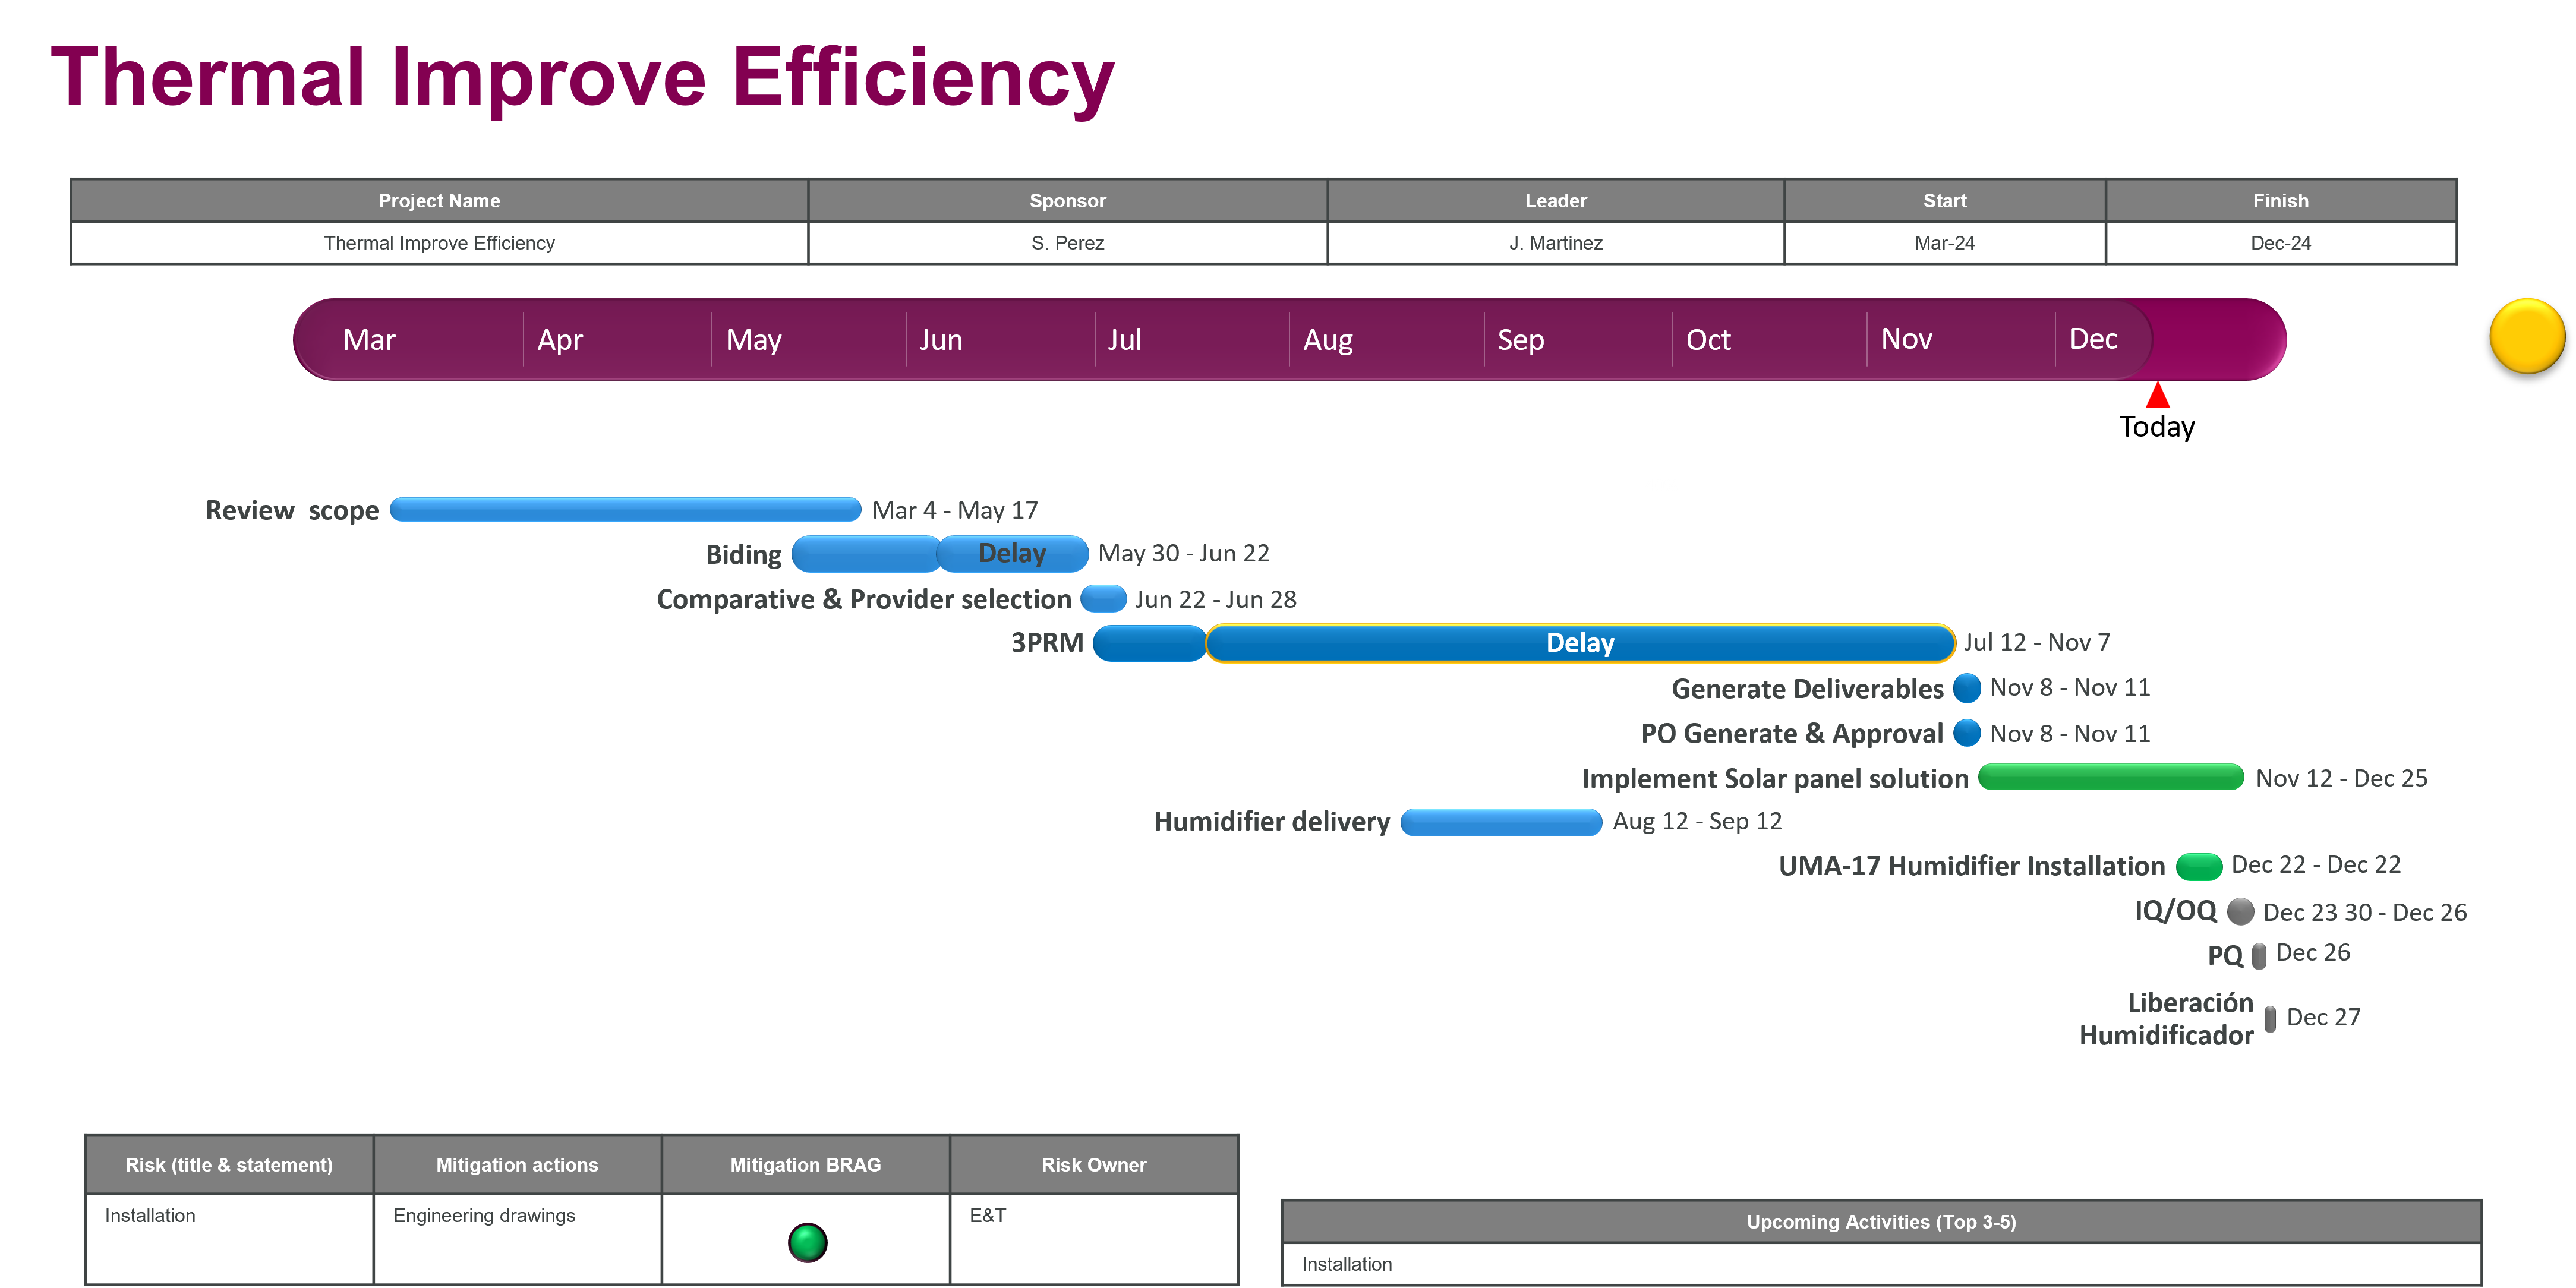 Thermal Improve Efficiency
Project Name Sponsor Leader Start Finish
Thermal Improve Efficiency S. Perez J. Martinez Mar-24 Dec-24
Mar Apr May Jun Jul Aug Sep Oct Nov Dec
Today
Review  scope Mar 4 - May 17
Biding Delay May 30 - Jun 22
Comparative & Provider selection Jun 22 - Jun 28
3PRM Delay Jul 12 - Nov 7
Generate Deliverables Nov 8 - Nov 11
PO Generate & Approval Nov 8 - Nov 11
Implement Solar panel solution Nov 12 - Dec 25
Humidifier delivery Aug 12 - Sep 12
UMA-17 Humidifier Installation Dec 22 - Dec 22
IQ/OQ Dec 23 30 - Dec 26
PQ Dec 26
Liberación
Humidificador Dec 27
Risk (title & statement) Mitigation actions Mitigation BRAG Risk Owner
Installation Engineering drawings E&T
Upcoming Activities (Top 3-5)
Installation